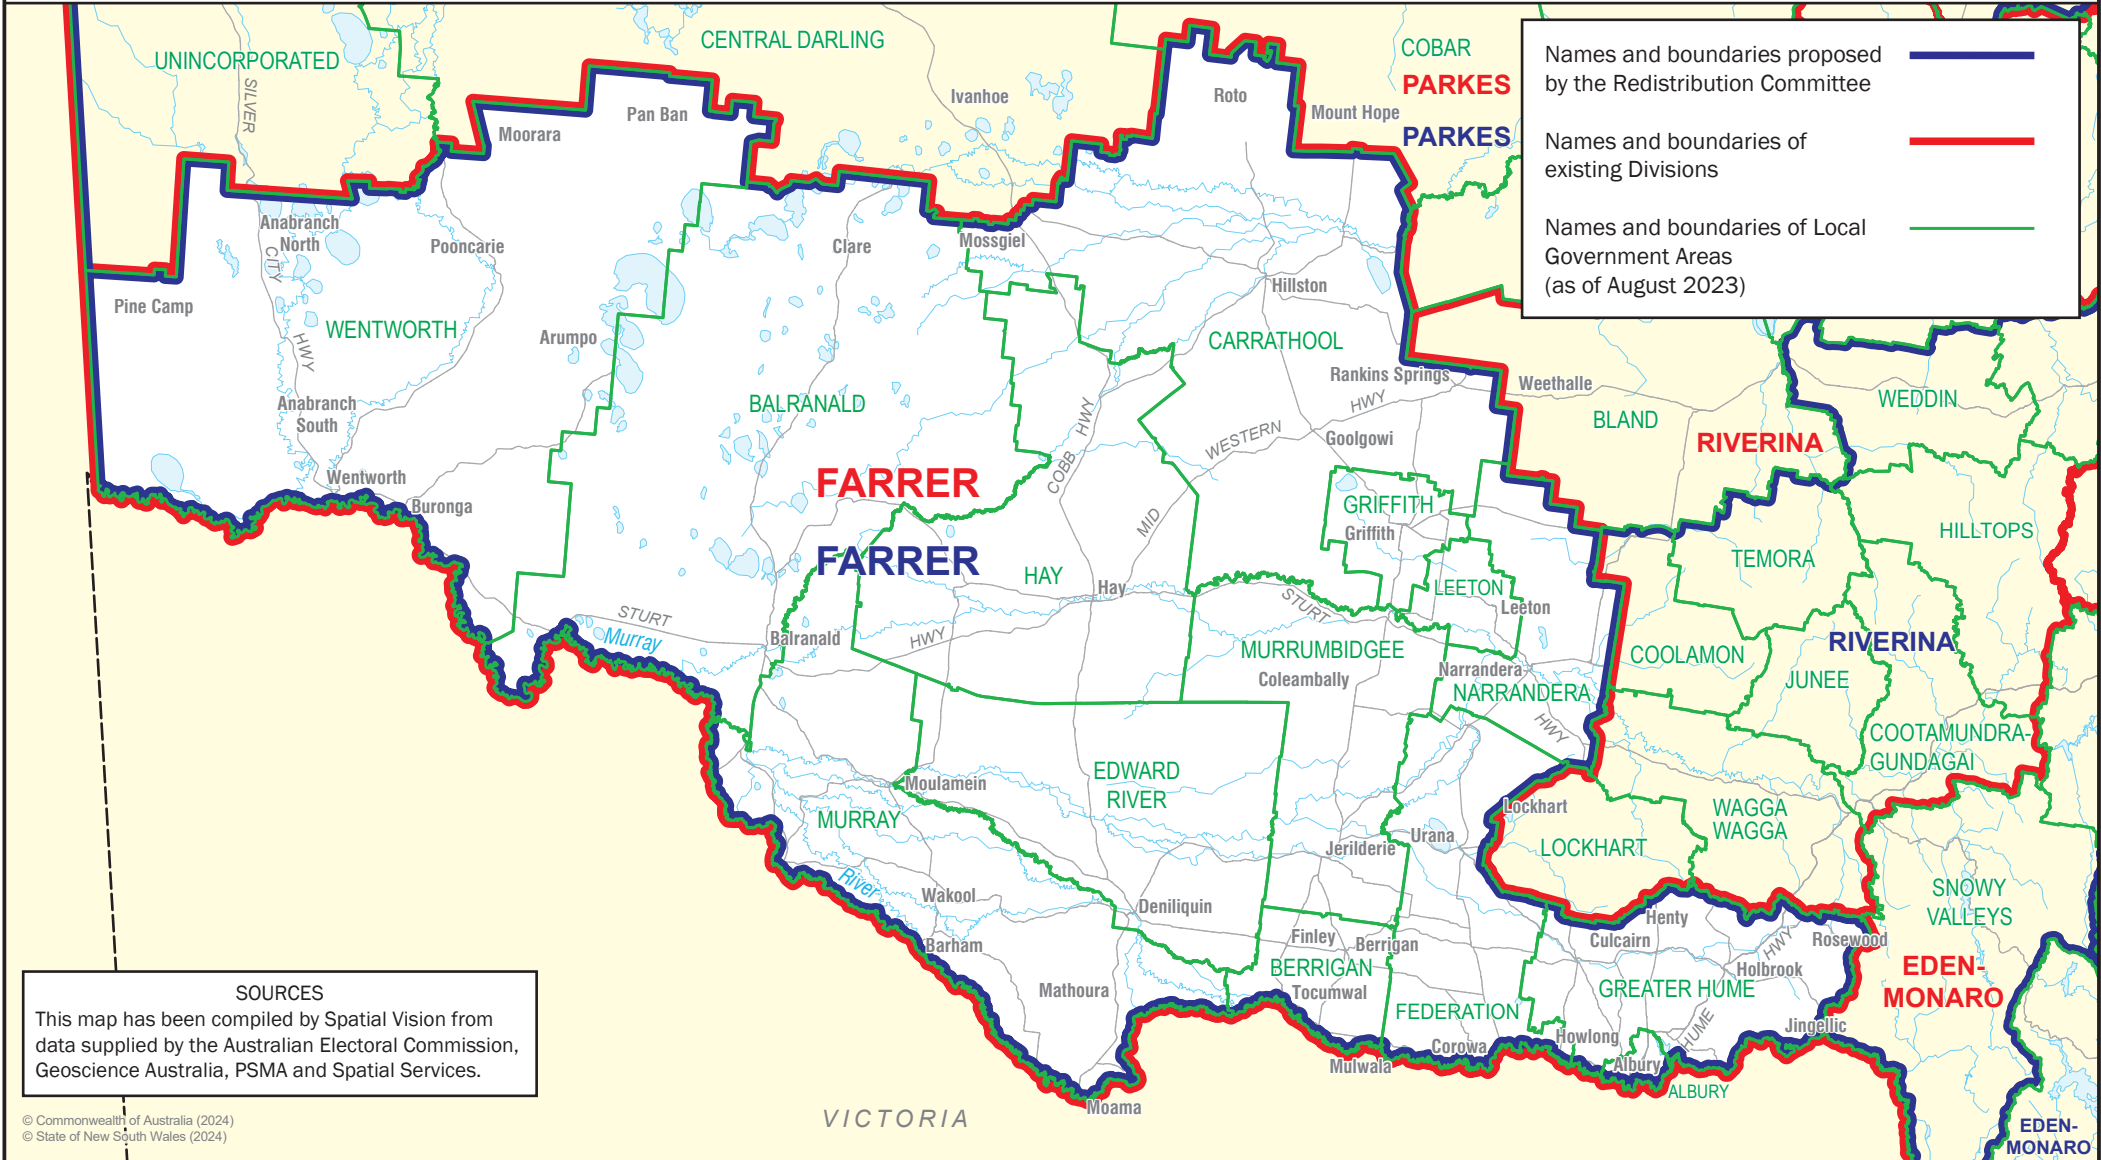 UNINCORPORATED
CENTRAL DARLING
COBAR
PARKES
PARKES
SILVER
CITY
HWY
Ivanhoe
Roto
Mount Hope
Pan Ban
Moorara
Names and boundaries proposed
by the Redistribution Committee
Names and boundaries of
existing Divisions
Names and boundaries of Local
Government Areas
(as of August 2023)
Anabranch
North
Pooncarie
Clare
Mossgiel
Hillston
Pine Camp
WENTWORTH
Arumpo
CARRATHOOL
Rankins Springs
HWY
Weethalle
BLAND
WEDDIN
Anabranch
South
BALRANALD
COBB
HWY
WESTERN
MID
Goolgowi
RIVERINA
Wentworth
Buronga
FARRER
FARRER
GRIFFITH
Griffith
HILLTOPS
TEMORA
HAY
Hay
LEETON
Leeton
STURT
STURT
Murray
Balranald
HWY
MURRUMBIDGEE
Coleambally
Narrandera
NARRANDERA
HWY
COOLAMON
JUNEE
RIVERINA
COOTAMUNDRA-
GUNDAGAI
Moulamein
EDWARD
RIVER
MURRAY
Lockhart
LOCKHART
WAGGA
WAGGA
Jerilderie
Urana
River
Wakool
Deniliquin
SNOWY
VALLEYS
Barham
Finley
Berrigan
BERRIGAN
Tocumwal
Henty
Culcairn
HWY
Rosewood
Holbrook
EDEN-
MONARO
Mathoura
FEDERATION
GREATER HUME
HUME
Jingellic
Howlong
Corowa
Albury
ALBURY
Mulwala
Moama
VICTORIA
EDEN-
MONARO
SOURCES
This map has been compiled by Spatial Vision from
data supplied by the Australian Electoral Commission,
Geoscience Australia, PSMA and Spatial Services.
© Commonwealth of Australia (2024)
© State of New South Wales (2024)